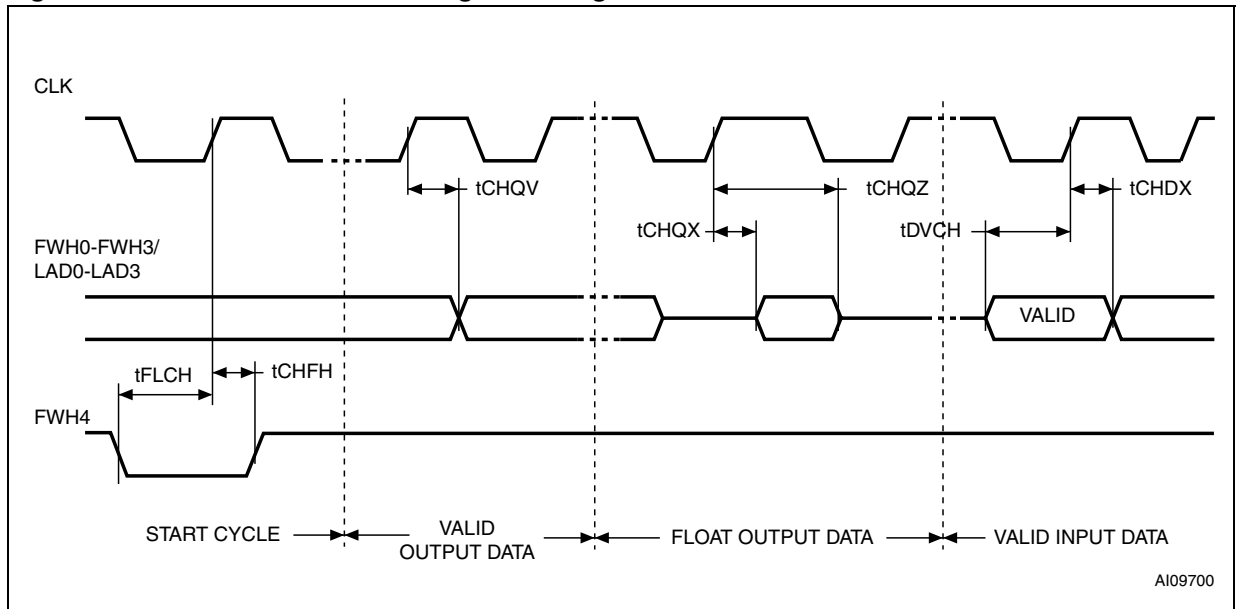 CLK
tCHQV
tCHQZ
tCHDX
tCHQX
tDVCH
FWH0-FWH3/
LAD0-LAD3
VALID
tFLCH
tCHFH
FWH4
START CYCLE
VALID
OUTPUT DATA
FLOAT OUTPUT DATA
VALID INPUT DATA
AI09700